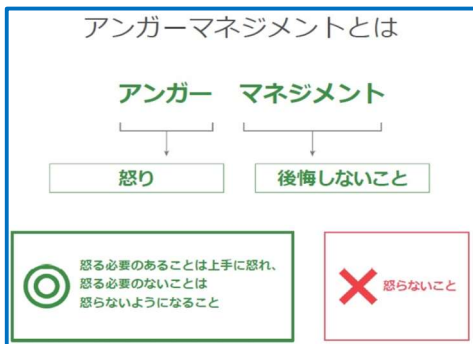 アンガーマネジメントとは
アンガー マネジメント
怒り 後悔しないこと
怒る必要のあることは上手に怒れ、
怒る必要のないことは
怒らないようになること
怒らないこと